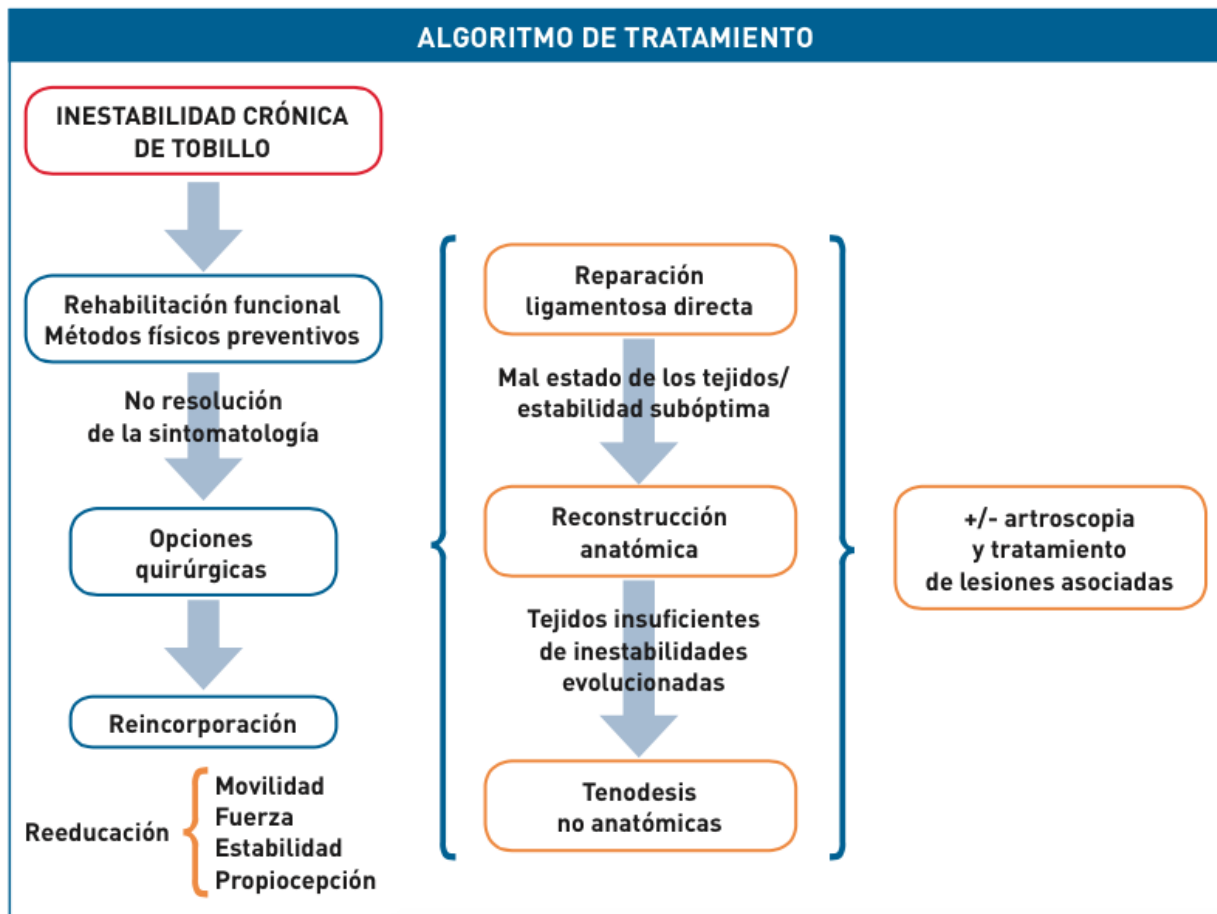 ALGORITMO DE TRATAMIENTO
INESTABILIDAD CRÓNICA
DE TOBILLO
Rehabilitación funcional
Métodos físicos preventivos
No resolución
de la sintomatología
Opciones
quirúrgicas
Reincorporación
Reeducación
Movilidad
Fuerza
Estabilidad
Propiocepción
Reparación
ligamentosa directa
Mal estado de los tejidos/
estabilidad subóptima
Reconstrucción
anatómica
Tejidos insuficientes
de inestabilidades
evolucionadas
Tenodesis
no anatómicas
+/- artroscopia
y tratamiento
de lesiones asociadas